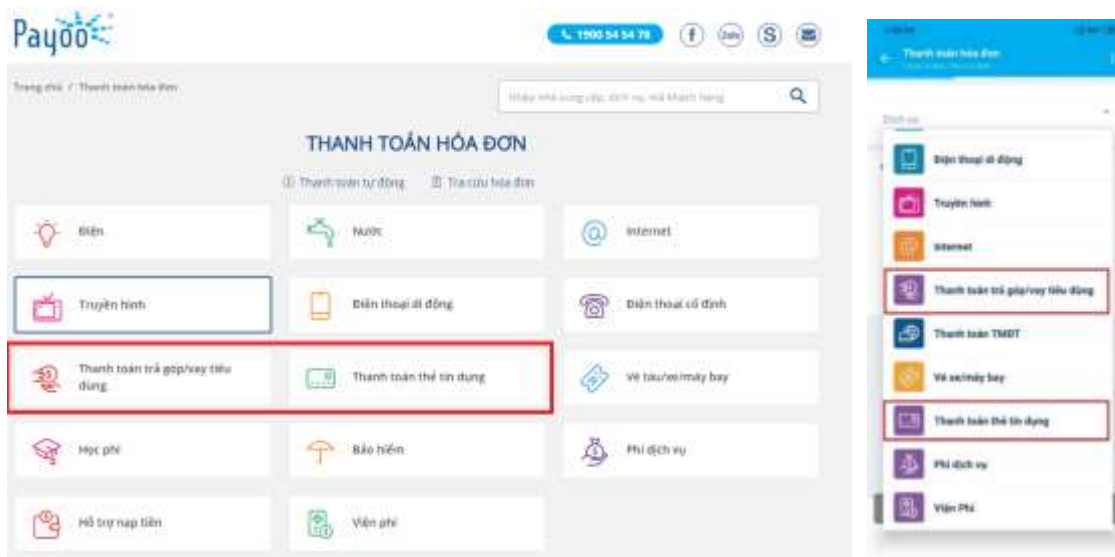 Payoo
1900 54 54 78
Zalo
Trang chủ / Thanh toán hóa đơn
Nhập nhà cung cấp, dịch vụ, mã khách hàng
THANH TOÁN HÓA ĐƠN
Thanh toán tự động
Tra cứu hóa đơn
Điện
Nước
Internet
Truyền hình
Điện thoại di động
Điện thoại cố định
Thanh toán trả góp/vay tiêu
dùng
Thanh toán thẻ tín dụng
Vé tàu/xe/máy bay
Học phí
Bảo hiểm
Phí dịch vụ
Hỗ trợ nạp tiền
Viện phí
Thanh toán hóa đơn
Dịch vụ
Điện thoại di động
Truyền hình
Internet
Thanh toán trả góp/vay tiêu dùng
Thanh toán TMĐT
Vé xe/máy bay
Thanh toán thẻ tín dụng
Phí dịch vụ
Viện Phí